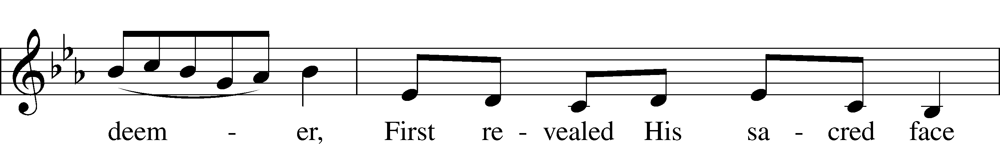 deem - er, First re - vealed His sa - cred face